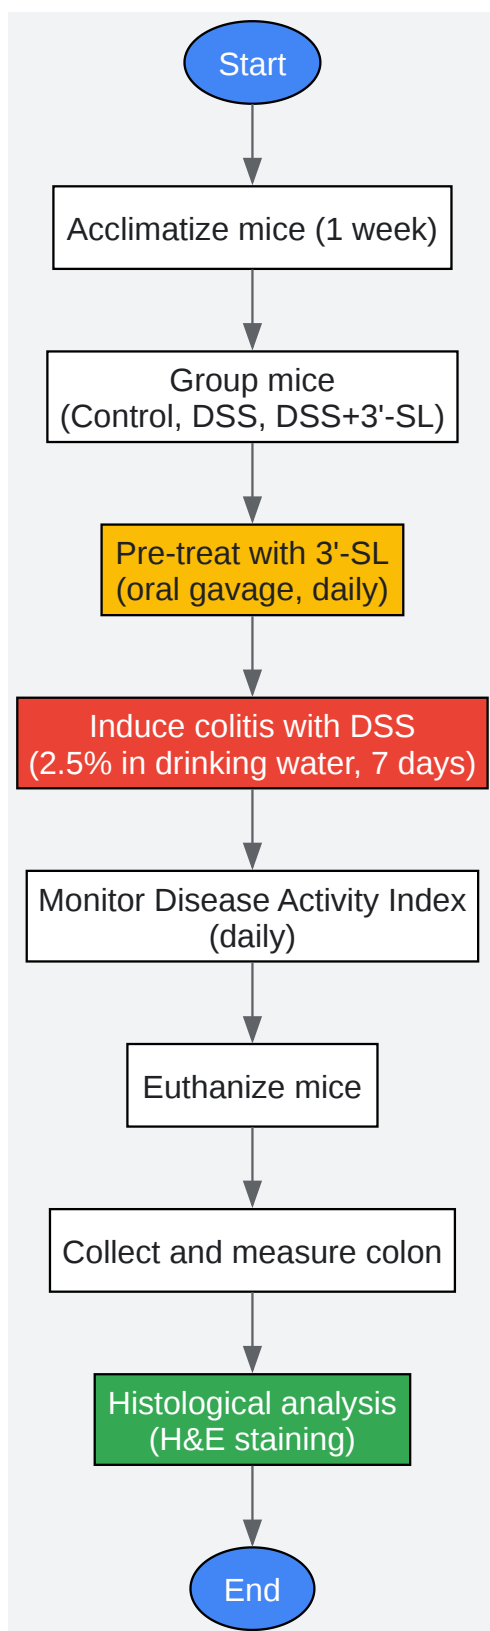 Start
Acclimatize mice (1 week)
Group mice
(Control, DSS, DSS+3'-SL)
Pre-treat with 3'-SL
(oral gavage, daily)
Induce colitis with DSS
(2.5% in drinking water, 7 days)
Monitor Disease Activity Index
(daily)
Euthanize mice
Collect and measure colon
Histological analysis
(H&E staining)
End